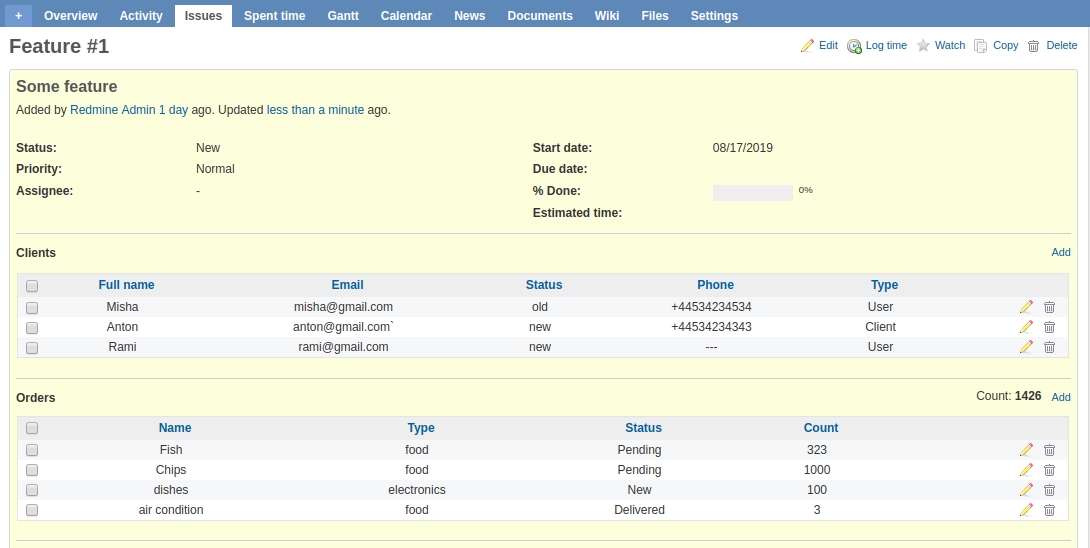 + Overview Activity Issues Spent time Gantt Calendar News Documents Wiki Files Settings
Feature #1 Edit Log time Watch Copy Delete
Some feature
Added by Redmine Admin 1 day ago. Updated less than a minute ago.
Status: New Start date: 08/17/2019
Priority: Normal Due date:
Assignee: - % Done: 0%
Estimated time:
Clients Add
Full name Email Status Phone Type
Misha misha@gmail.com old +44534234534 User
Anton anton@gmail.com` new +44534234343 Client
Rami rami@gmail.com new --- User
Orders Count: 1426 Add
Name Type Status Count
Fish food Pending 323
Chips food Pending 1000
dishes electronics New 100
air condition food Delivered 3